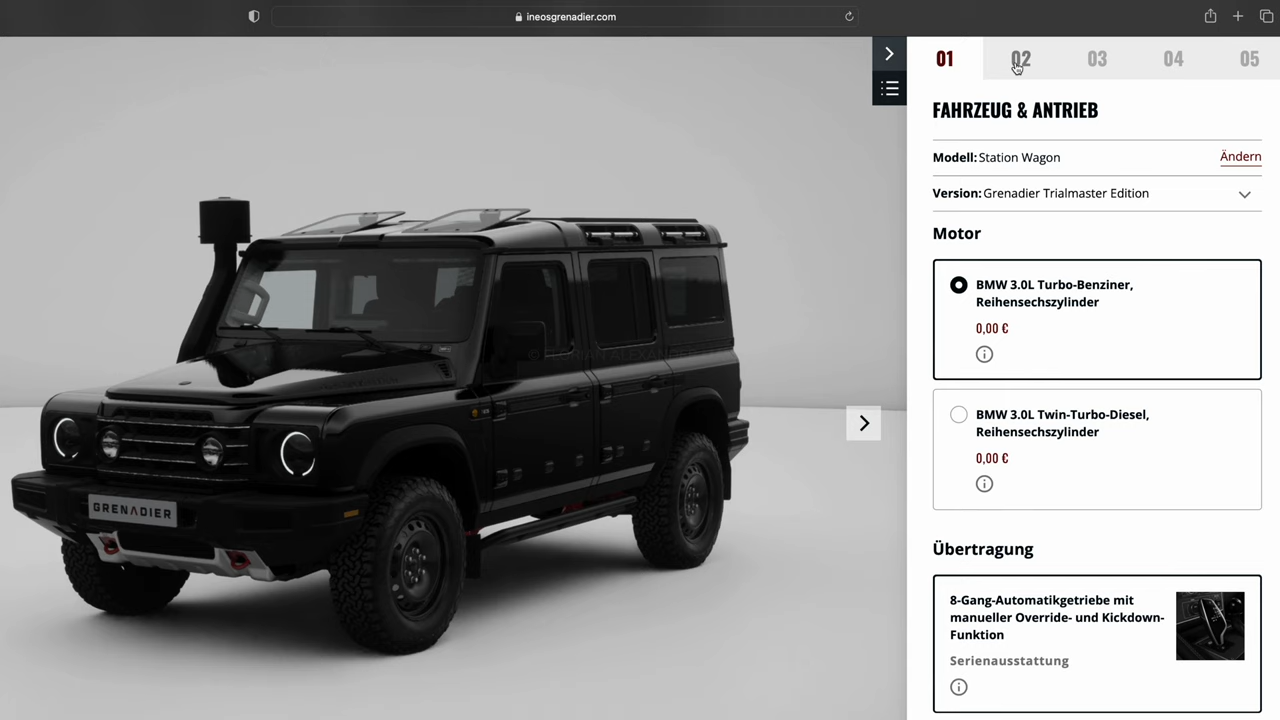 ineosgrenadier.com
01
02
03
04
05
FAHRZEUG & ANTRIEB
Modell: Station Wagon
Ändern
Version: Grenadier Trialmaster Edition
Motor
BMW 3.0L Turbo-Benziner,
Reihensechszylinder
0,00 €
BMW 3.0L Twin-Turbo-Diesel,
Reihensechszylinder
0,00 €
Übertragung
8-Gang-Automatikgetriebe mit
manueller Override- und Kickdown-
Funktion
Serienausstattung
GRENADIER
© FLORIAN ALEXANDER